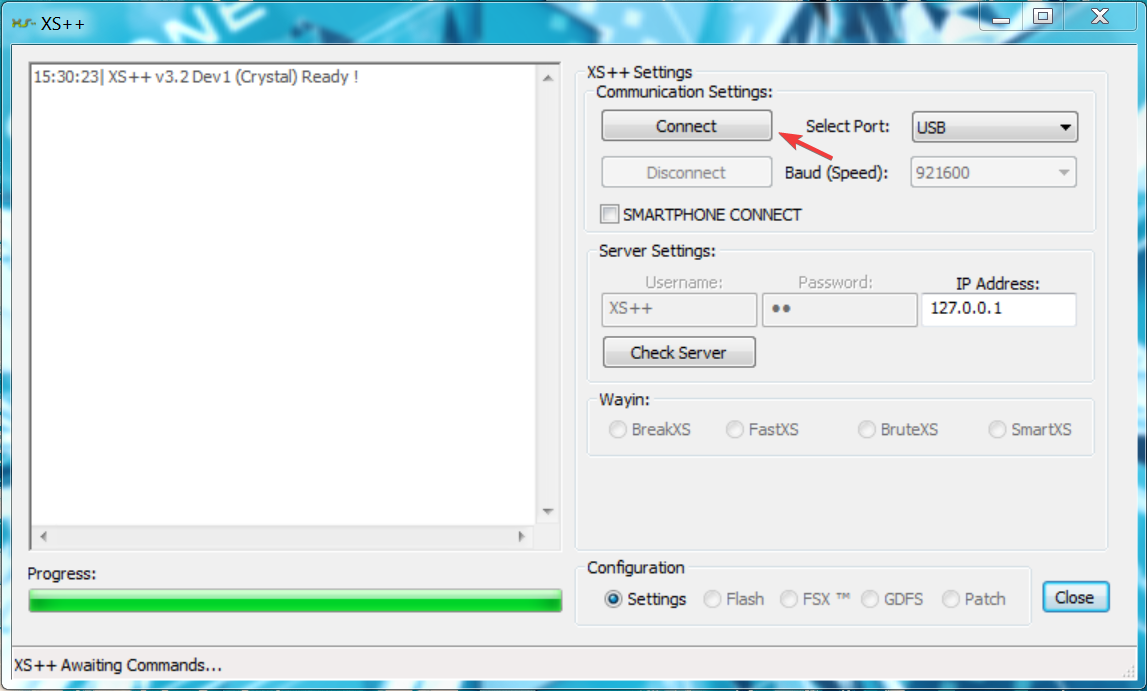 XS++
15:30:23| XS++ v3.2 Dev1 (Crystal) Ready !
XS++ Settings
Communication Settings:
Connect
Select Port:
USB
Disconnect
Baud (Speed):
921600
SMARTPHONE CONNECT
Server Settings:
Username:
Password:
IP Address:
XS++
●●
127.0.0.1
Check Server
Wayin:
BreakXS
FastXS
BruteXS
SmartXS
Progress:
Configuration
Settings
Flash
FSX ™
GDFS
Patch
Close
XS++ Awaiting Commands...